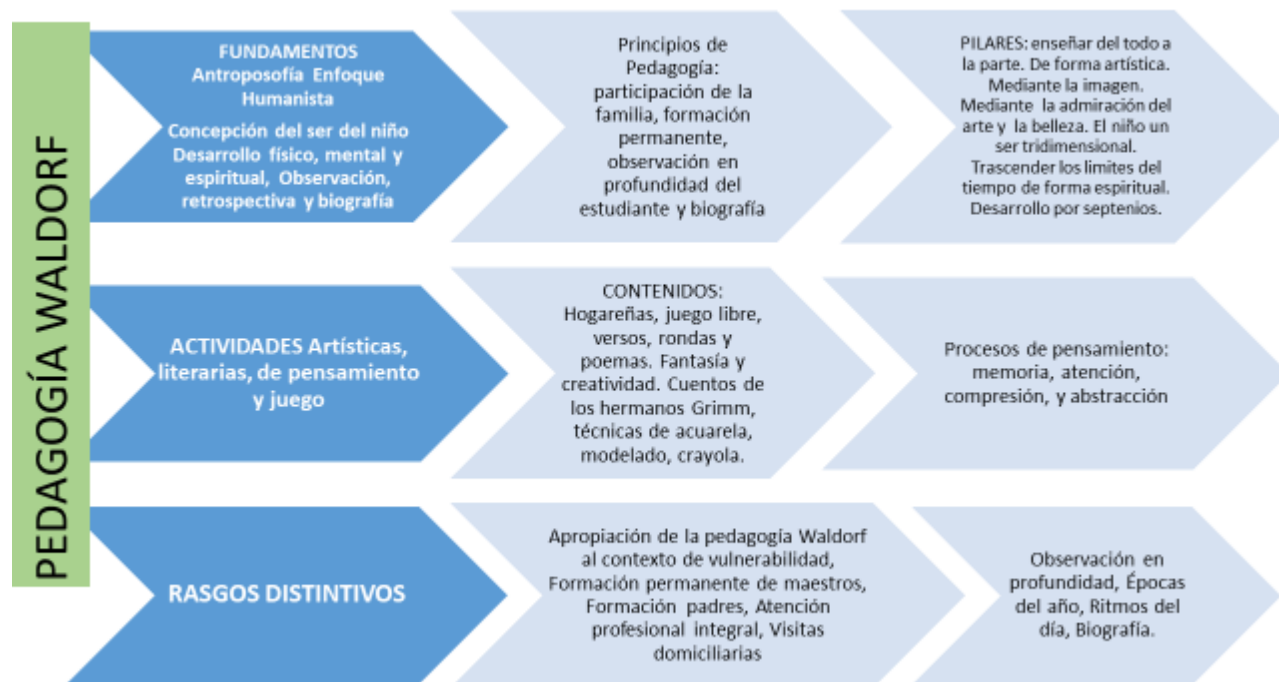 PEDAGOGÍA WALDORF
FUNDAMENTOS
Antroposofía Enfoque
Humanista
Concepción del ser del niño
Desarrollo físico, mental y
espiritual, Observación,
retrospectiva y biografía
Principios de
Pedagogía:
participación de la
familia, formación
permanente,
observación en
profundidad del
estudiante y biografía
PILARES: enseñar del todo a
la parte. De forma artística.
Mediante la imagen.
Mediante la admiración del
arte y la belleza. El niño un
ser tridimensional.
Trascender los limites del
tiempo de forma espiritual.
Desarrollo por septenios.
ACTIVIDADES Artísticas,
literarias, de pensamiento
y juego
CONTENIDOS:
Hogareñas, juego libre,
versos, rondas y
poemas. Fantasía y
creatividad. Cuentos de
los hermanos Grimm,
técnicas de acuarela,
modelado, crayola.
Procesos de pensamiento:
memoria, atención,
compresión, y abstracción
RASGOS DISTINTIVOS
Apropiación de la pedagogía Waldorf
al contexto de vulnerabilidad,
Formación permanente de maestros,
Formación padres, Atención
profesional integral, Visitas
domiciliarias
Observación en
profundidad, Épocas
del año, Ritmos del
día, Biografía.